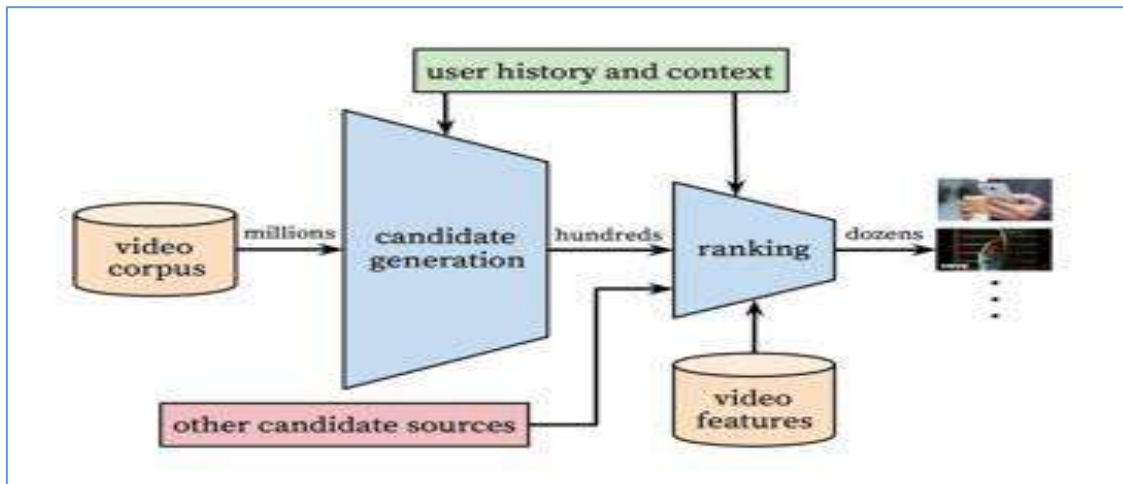 user history and context
video
corpus
millions
candidate
generation
hundreds
ranking
dozens
other candidate sources
video
features